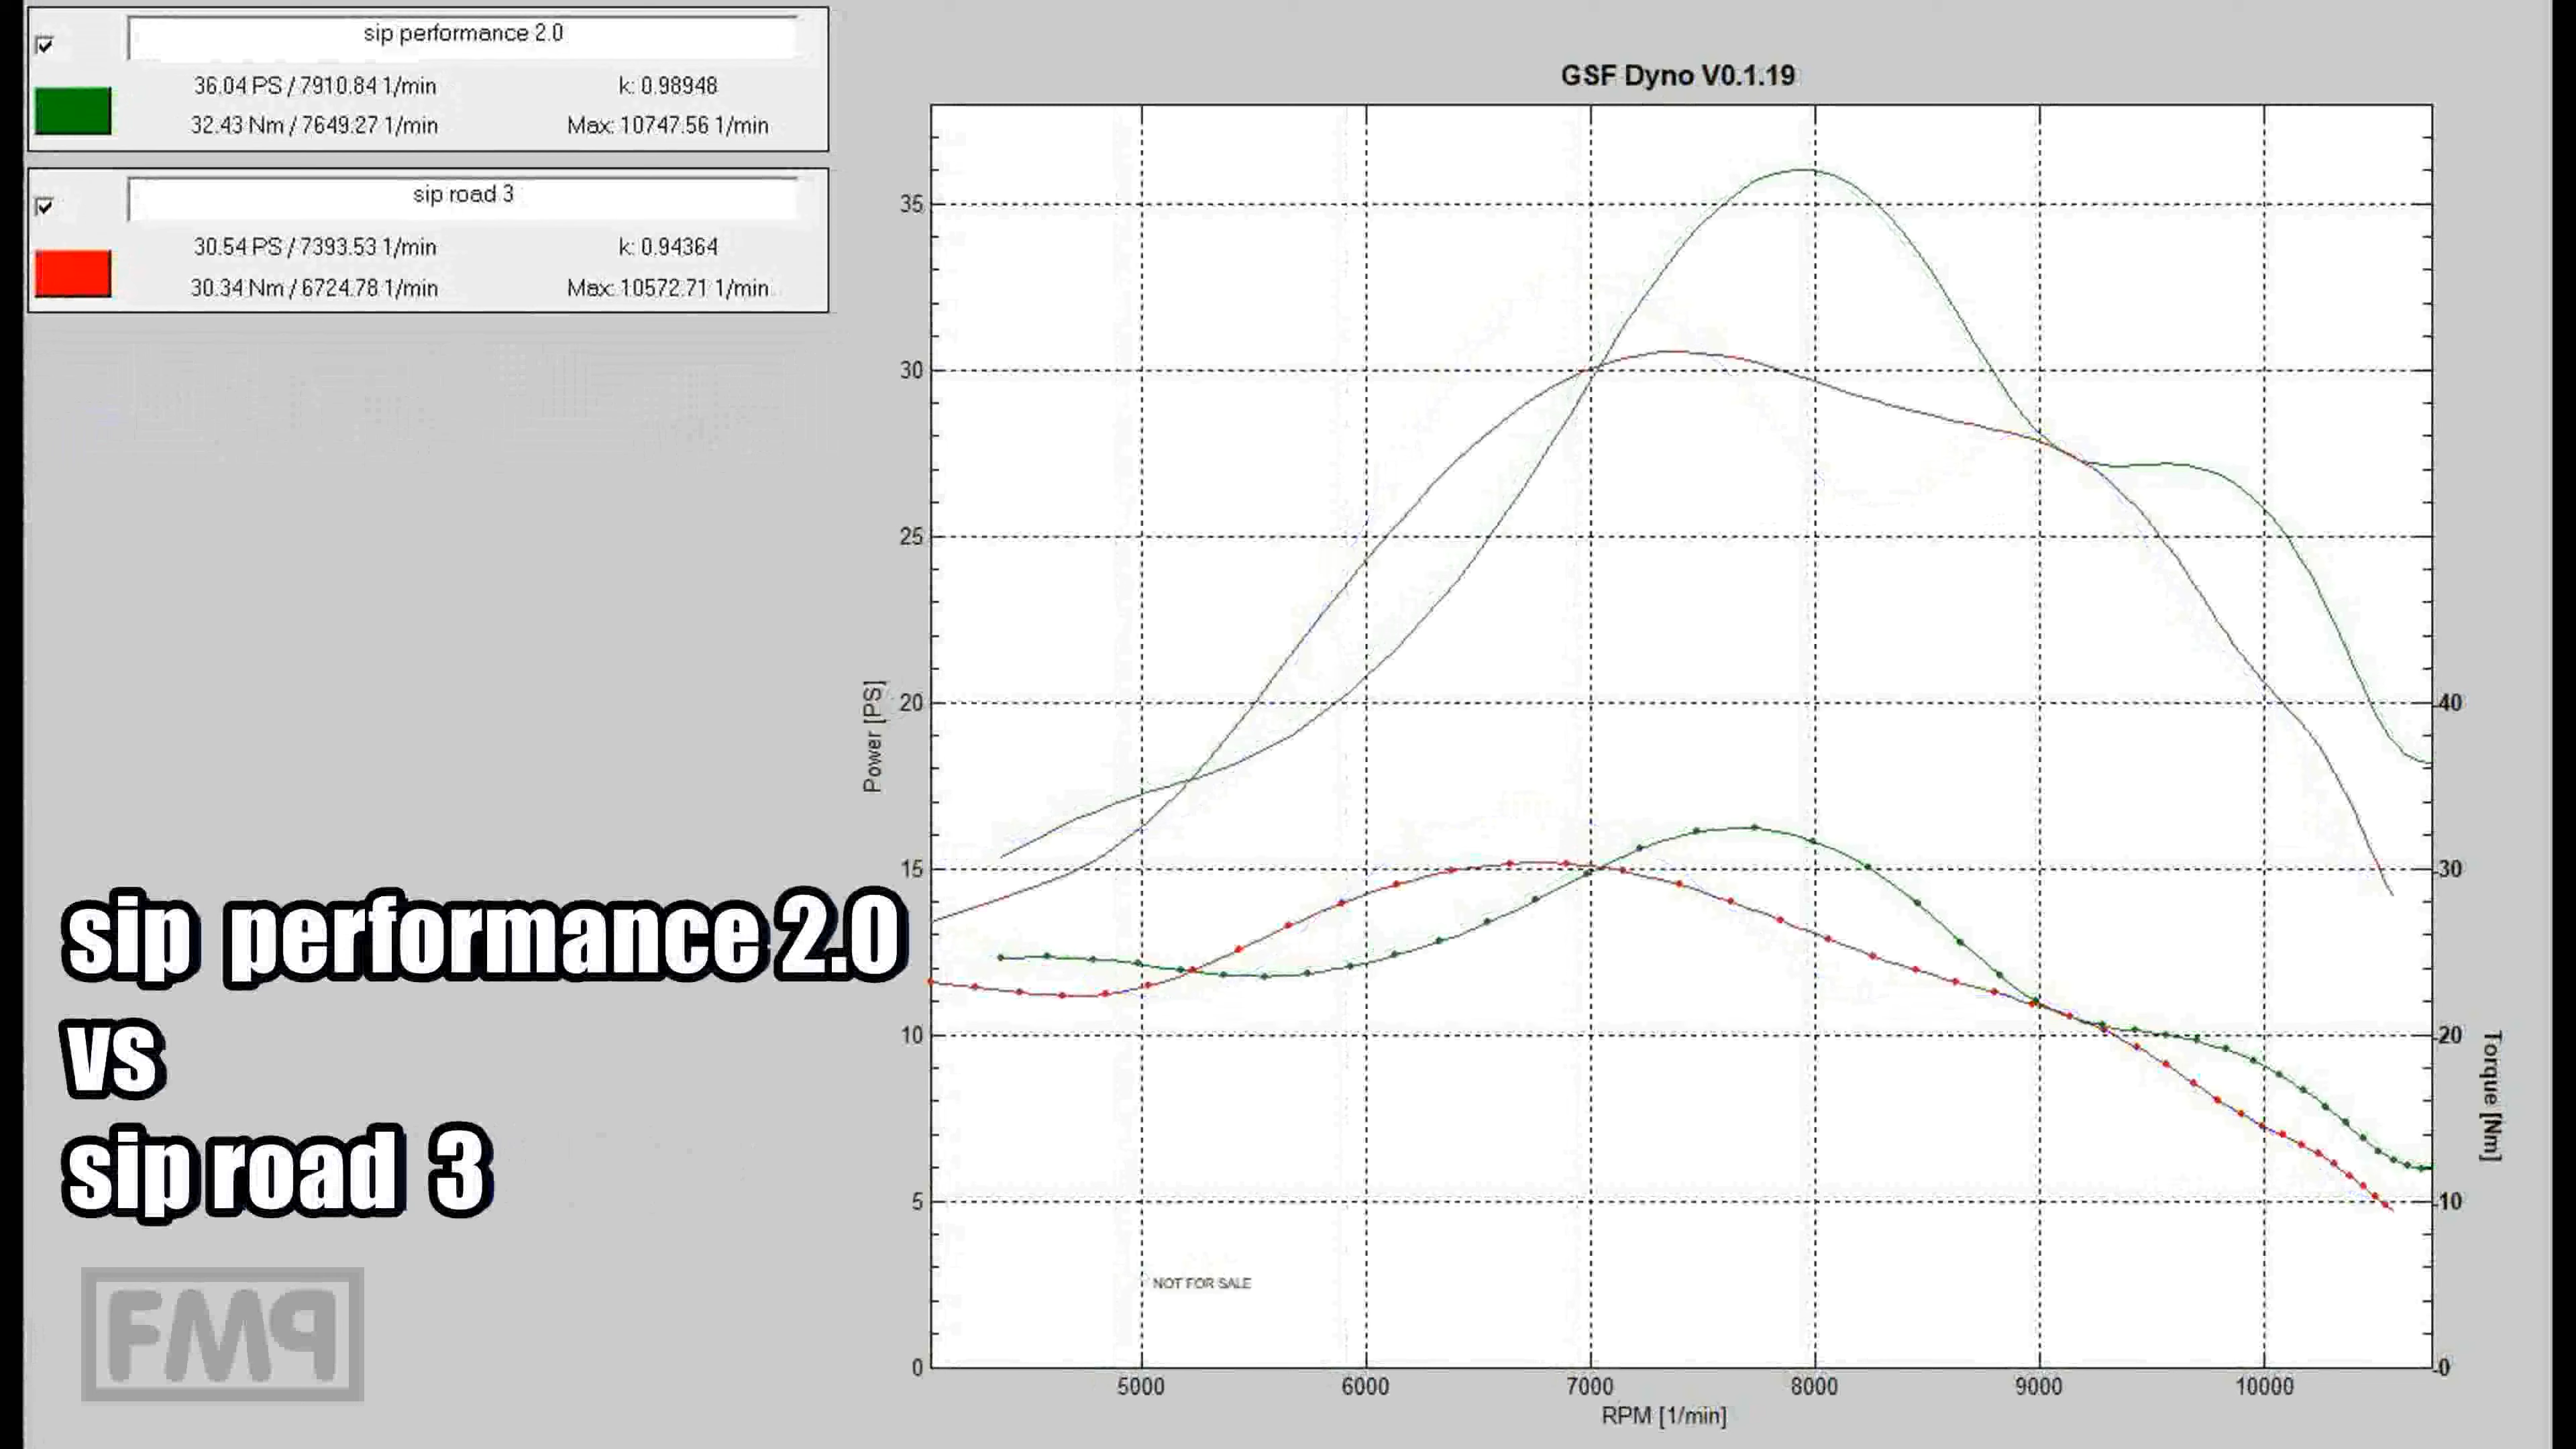 sip performance 2.0
36.04 PS / 7910.84 1/min k: 0.98948
32.43 Nm / 7649.27 1/min Max: 10747.56 1/min
sip road 3
30.54 PS / 7393.53 1/min k: 0.94364
30.34 Nm / 6724.78 1/min Max: 10572.71 1/min
GSF Dyno V0.1.19
35
30
25
20
15
10
5
0
Power [PS]
40
30
20
10
0
Torque [Nm]
NOT FOR SALE
5000 6000 7000 8000 9000 10000
RPM [1/min]
sip performance 2.0
vs
sip road 3
FMP